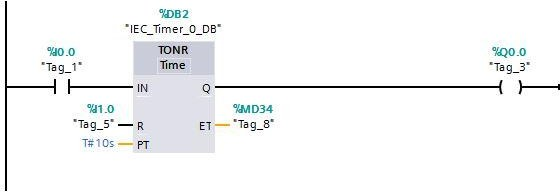 %DB2
"IEC_Timer_0_DB"
%I0.0
"Tag_1"
TONR
Time
%Q0.0
"Tag_3"
IN
Q
%I1.0
"Tag_5"
R
ET
%MD34
"Tag_8"
T#10s
PT